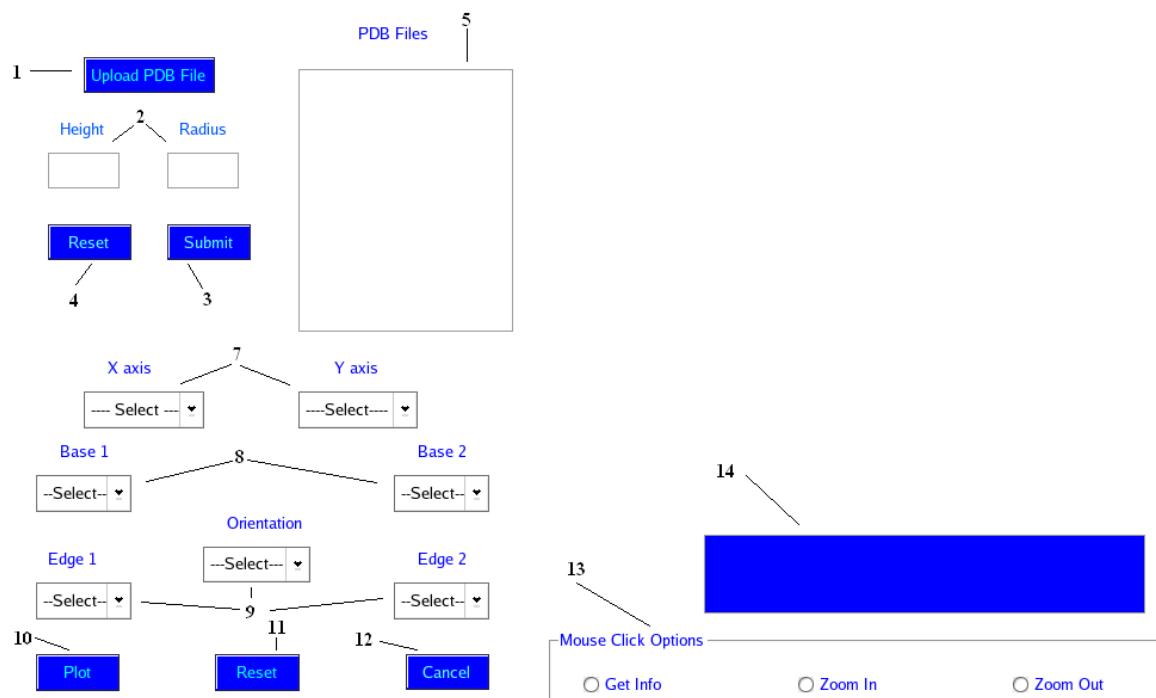 5
PDB Files
1
Upload PDB File
2
Height
Radius
Reset
Submit
4
3
7
X axis
Y axis
---- Select ----
----Select----
Base 1
8
Base 2
--Select--
--Select--
14
Orientation
---Select---
Edge 1
Edge 2
13
--Select--
--Select--
9
10
11
12
Mouse Click Options
Plot
Reset
Cancel
Get Info
Zoom In
Zoom Out